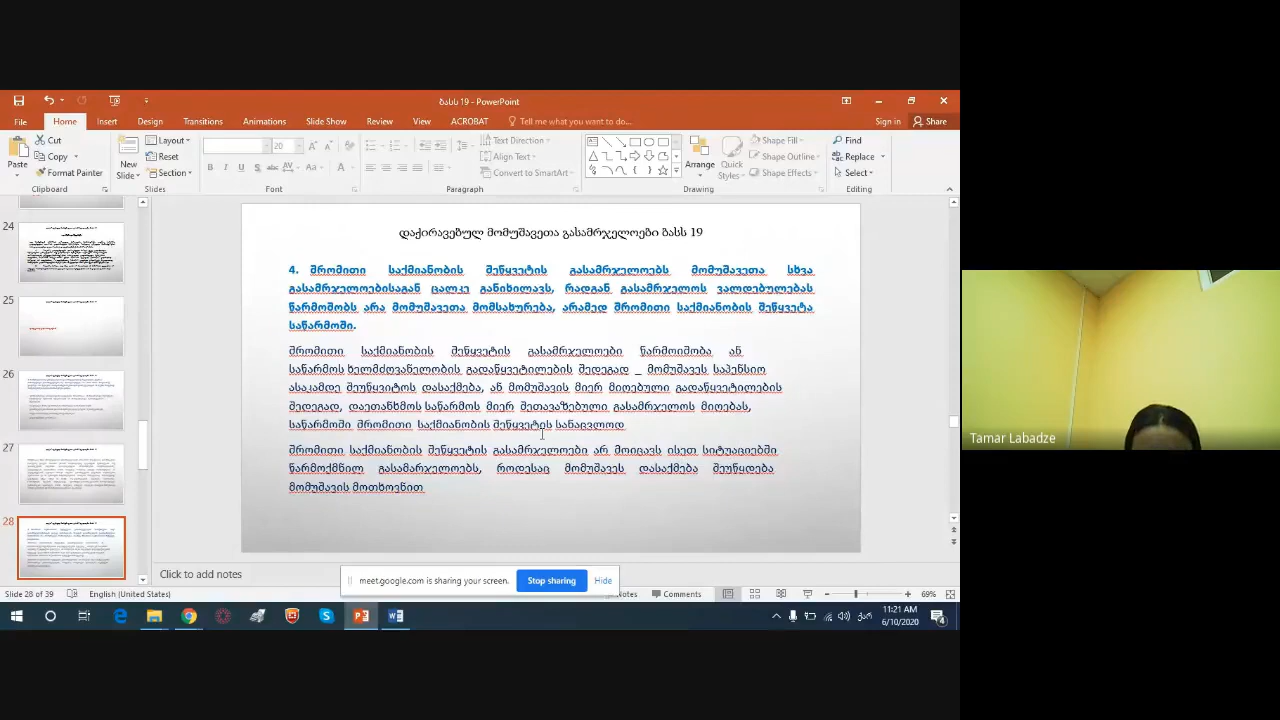 ბასს 19 - PowerPoint
File Home Insert Design Transitions Animations Slide Show Review View ACROBAT Tell me what you want to do... Sign in Share
Paste Cut Copy Format Painter
Clipboard
New Slide Layout Reset Section
Slides
20
Font
Text Direction Align Text Convert to SmartArt
Paragraph
Arrange Quick Styles Shape Fill Shape Outline Shape Effects
Drawing
Find Replace Select
Editing
24
25
26
27
28
დაქირავებულ მომუშავეთა გასამრჯელოები ბასს 19
4. შრომითი საქმიანობის შეწყვეტის გასამრჯელოებს მომუშავეთა სხვა
გასამრჯელოებისაგან ცალკე განიხილავს, რადგან გასამრჯელოს ვალდებულებას
წარმოშობს არა მომუშავეთა მომსახურება, არამედ შრომითი საქმიანობის შეწყვეტა
საწარმოში.
შრომითი საქმიანობის შეწყვეტის გასამრჯელოები წარმოიშობა ან
საწარმოს ხელმძღვანელობის გადაწყვეტილების შედეგად _ მომუშავეს საპენსიო
ასაკამდე შეუწყვიტოს დასაქმება, ან მომუშავის მიერ მიღებული გადაწყვეტილების
შედეგად, დაეთანხმოს საწარმოს მიერ შეთავაზებული გასამრჯელოს მიღებას,
საწარმოში შრომითი საქმიანობის შეწყვეტის სანაცვლოდ.
შრომითი საქმიანობის შეწყვეტის გასამრჯელოები არ მოიცავს ისეთ სიტუაციაში
წარმოქმნილ გასამარჯელოებს, როდესაც მომუშავეს დასაქმება შეუწყდება
მომუშავის მოთხოვნით
Click to add notes
meet.google.com is sharing your screen. Stop sharing Hide
Slide 28 of 39 English (United States) Notes Comments 69%
11:21 AM
6/10/2020
4
Tamar Labadze